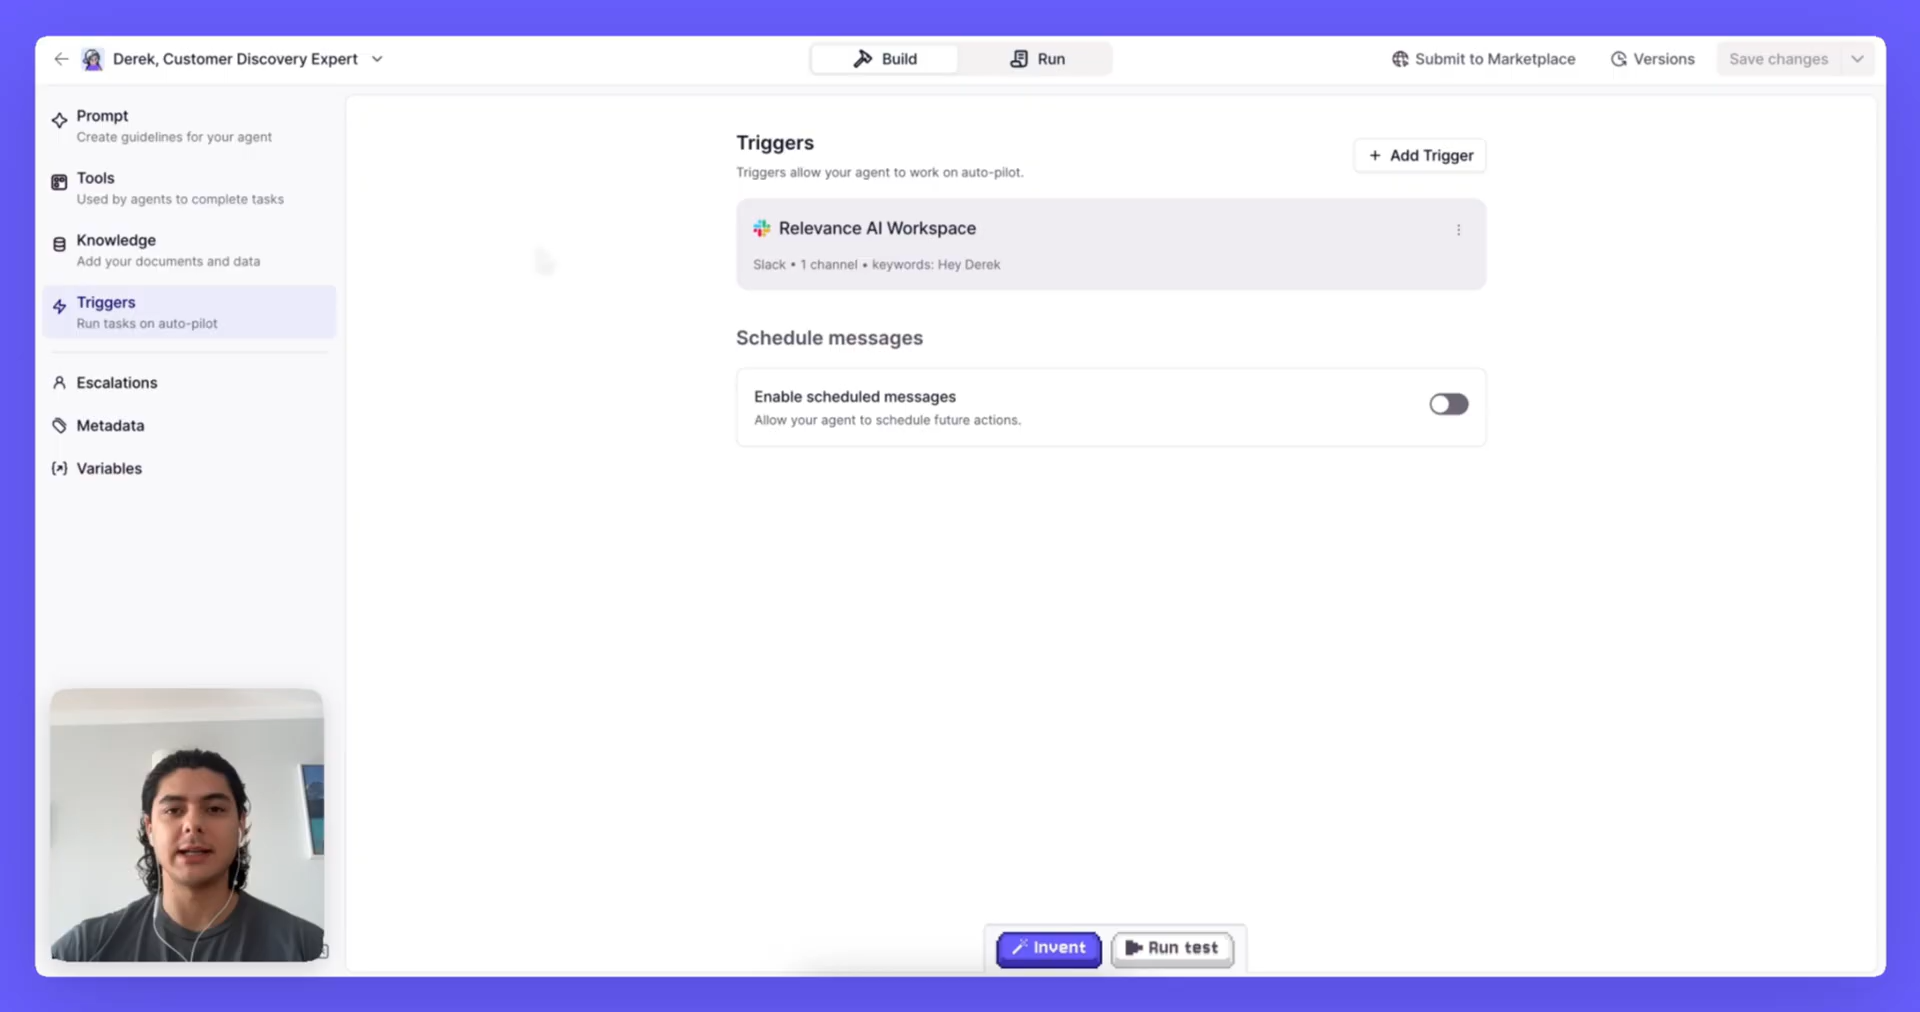 Derek, Customer Discovery Expert
Build
Run
Submit to Marketplace
Versions
Save changes
Prompt
Create guidelines for your agent
Tools
Used by agents to complete tasks
Knowledge
Add your documents and data
Triggers
Run tasks on auto-pilot
Escalations
Metadata
Variables
Triggers
Triggers allow your agent to work on auto-pilot.
+ Add Trigger
Relevance AI Workspace
Slack • 1 channel • keywords: Hey Derek
Schedule messages
Enable scheduled messages
Allow your agent to schedule future actions.
Invent
Run test